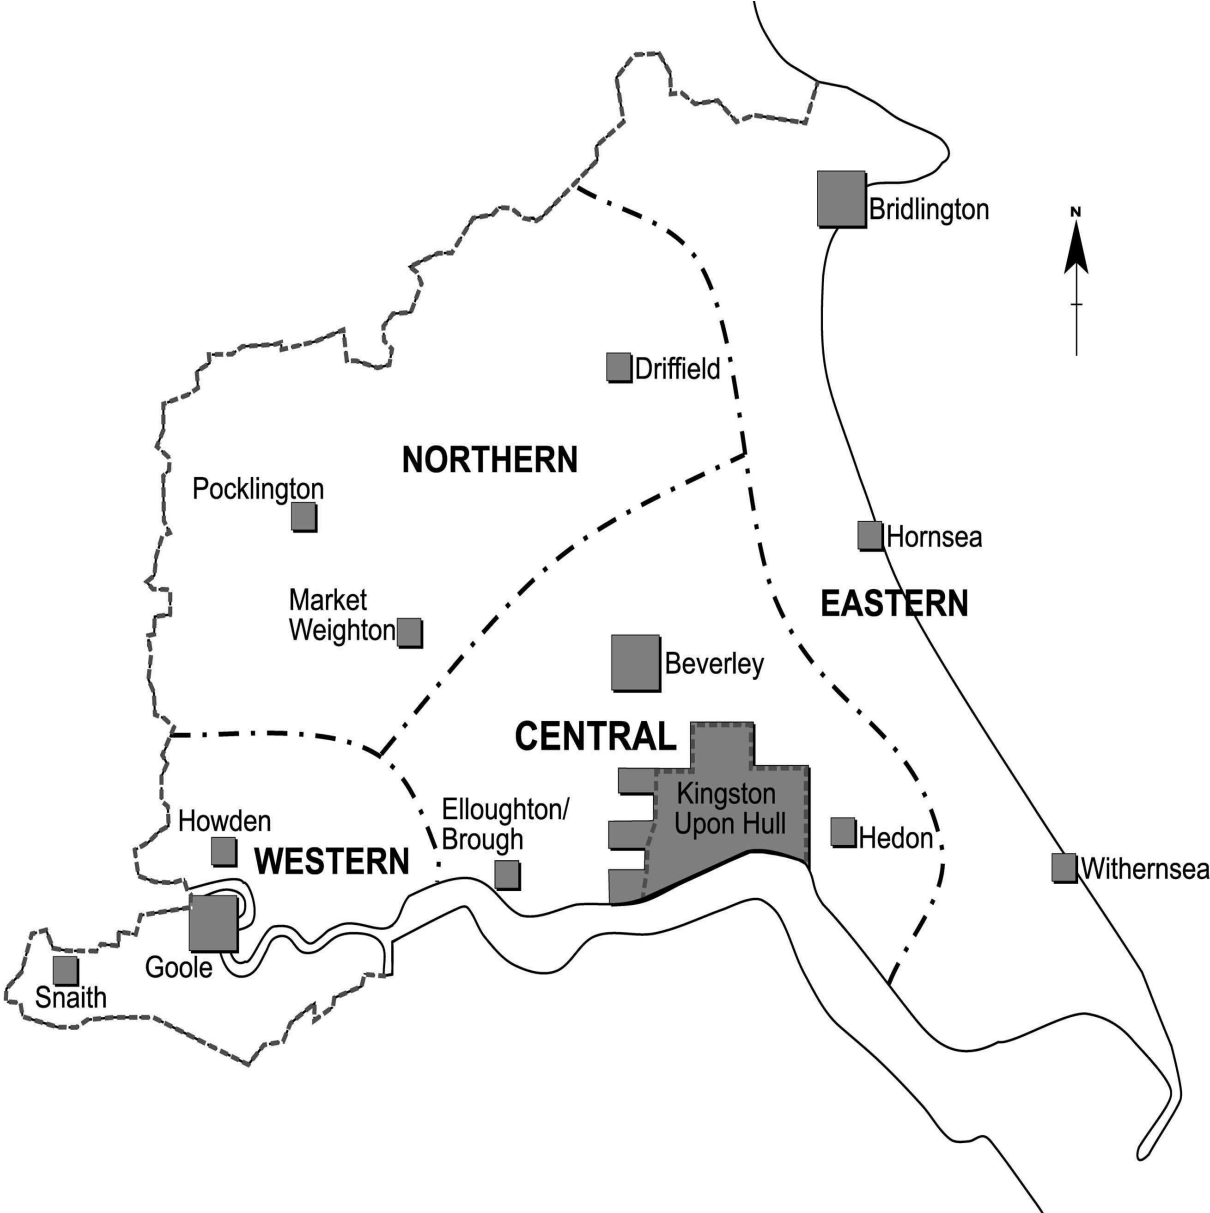 Bridlington
N
Driffield
NORTHERN
Pocklington
Hornsea
Market
Weighton
EASTERN
Beverley
CENTRAL
Kingston
Upon Hull
Elloughton/
Brough
Howden
WESTERN
Hedon
Withernsea
Goole
Snaith